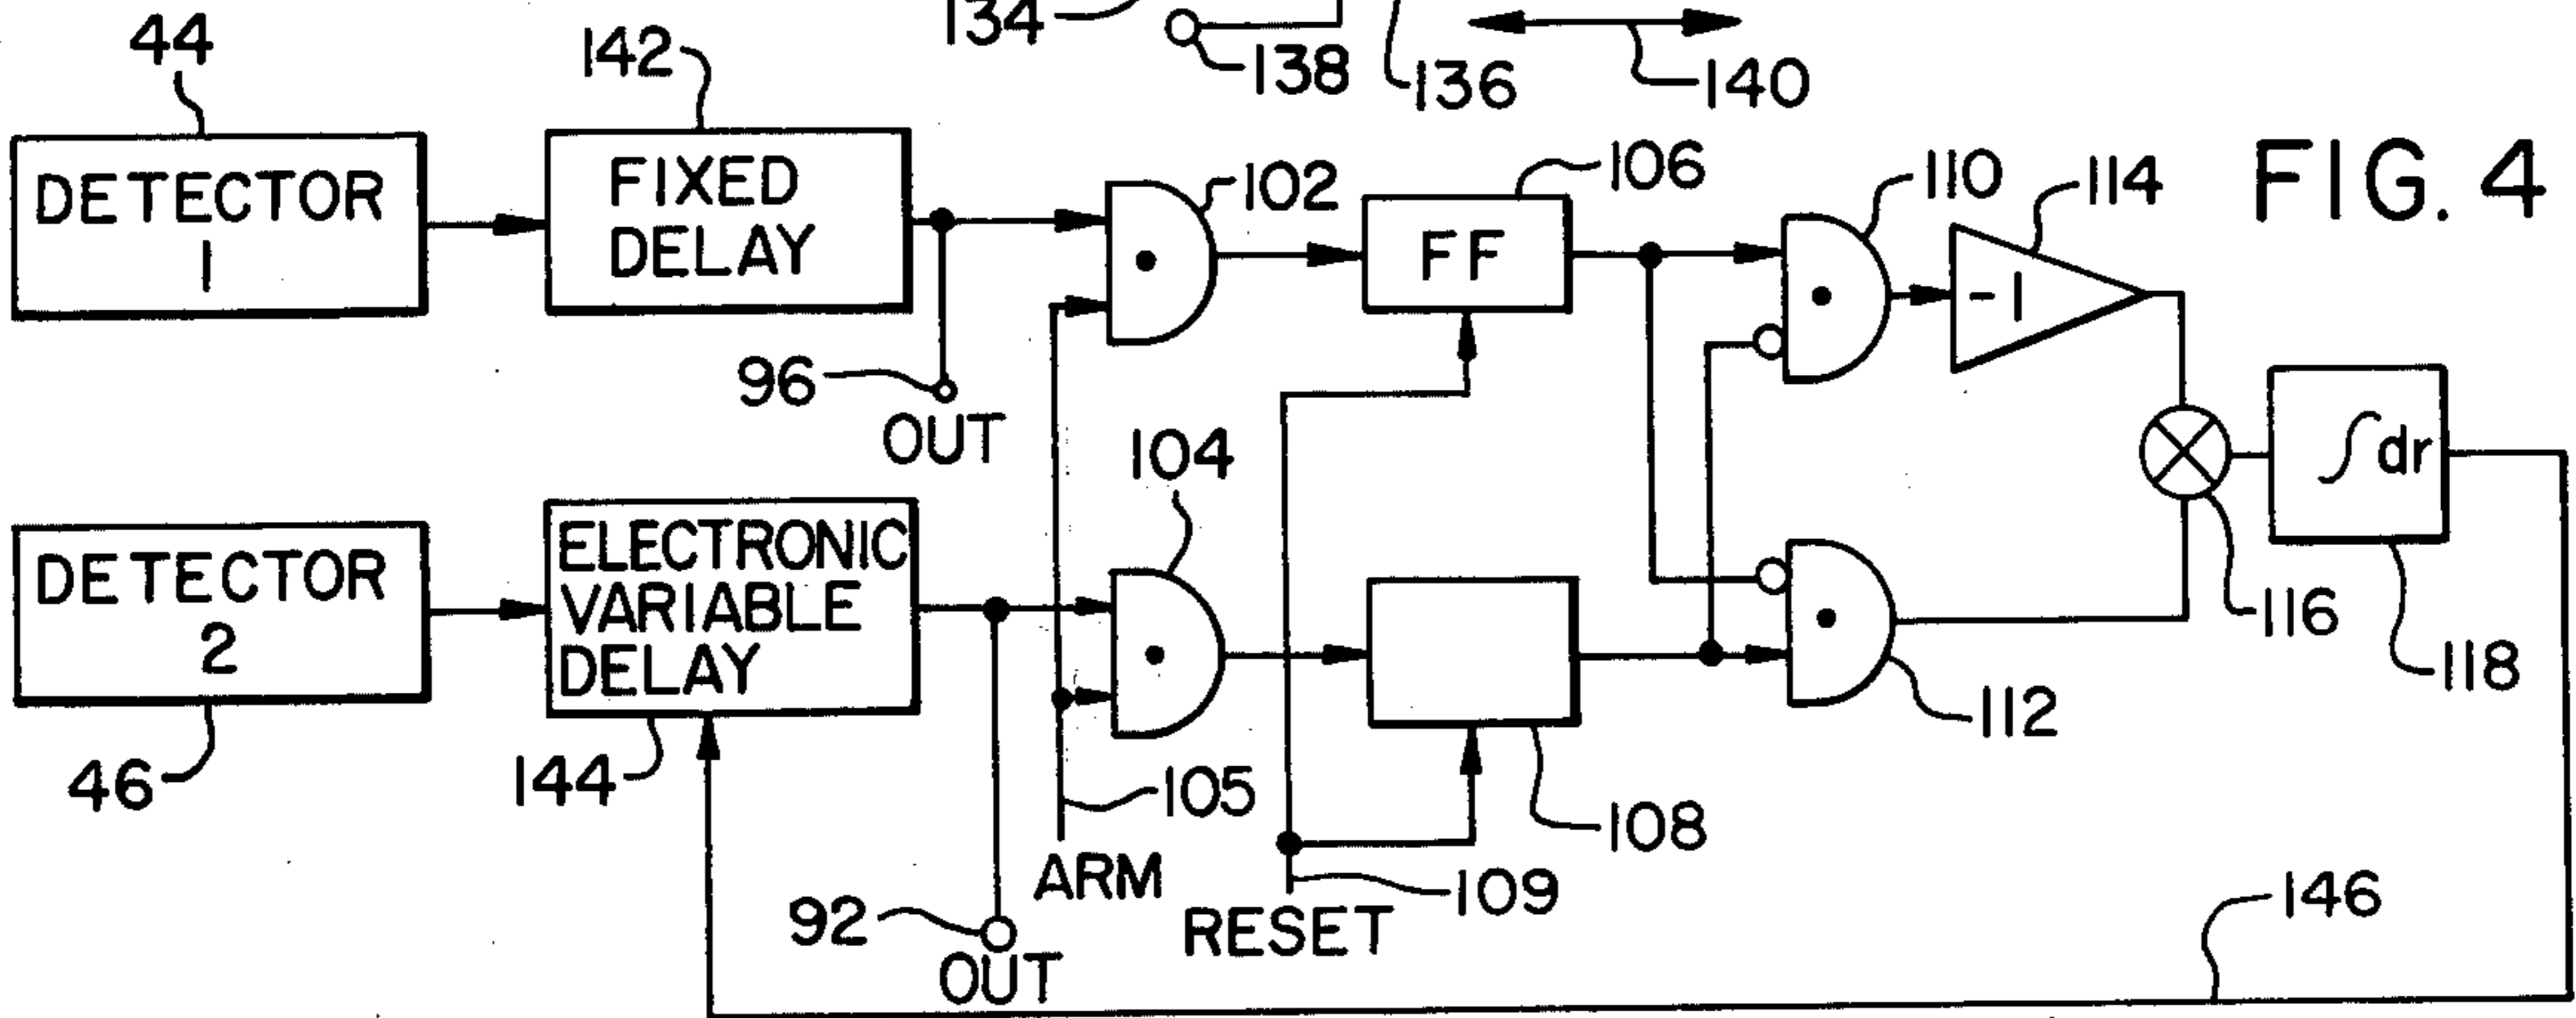 134
138
136
140
44
142
DETECTOR
1
FIXED
DELAY
102
106
FF
110
114
-1
FIG. 4
96
OUT
104
∫dr
DETECTOR
2
ELECTRONIC
VARIABLE
DELAY
116
118
112
46
144
105
108
ARM
109
RESET
92
OUT
146